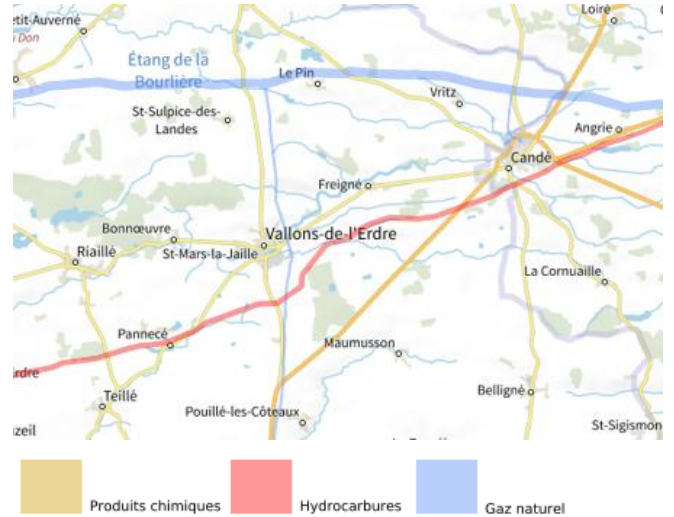 etit-Auverné
Loiré
Don
Étang de la
Bourlière
Le Pin
Vritz
St-Sulpice-des-
Landes
Angrie
Candé
Freigné
Bonnœuvre
Vallons-de-l'Erdre
Riaillé
St-Mars-la-Jaille
La Cornuaille
Pannecé
Maumusson
rdre
Teillé
Belligné
Pouillé-les-Côteaux
zeil
St-Sigismon
Produits chimiques
Hydrocarbures
Gaz naturel